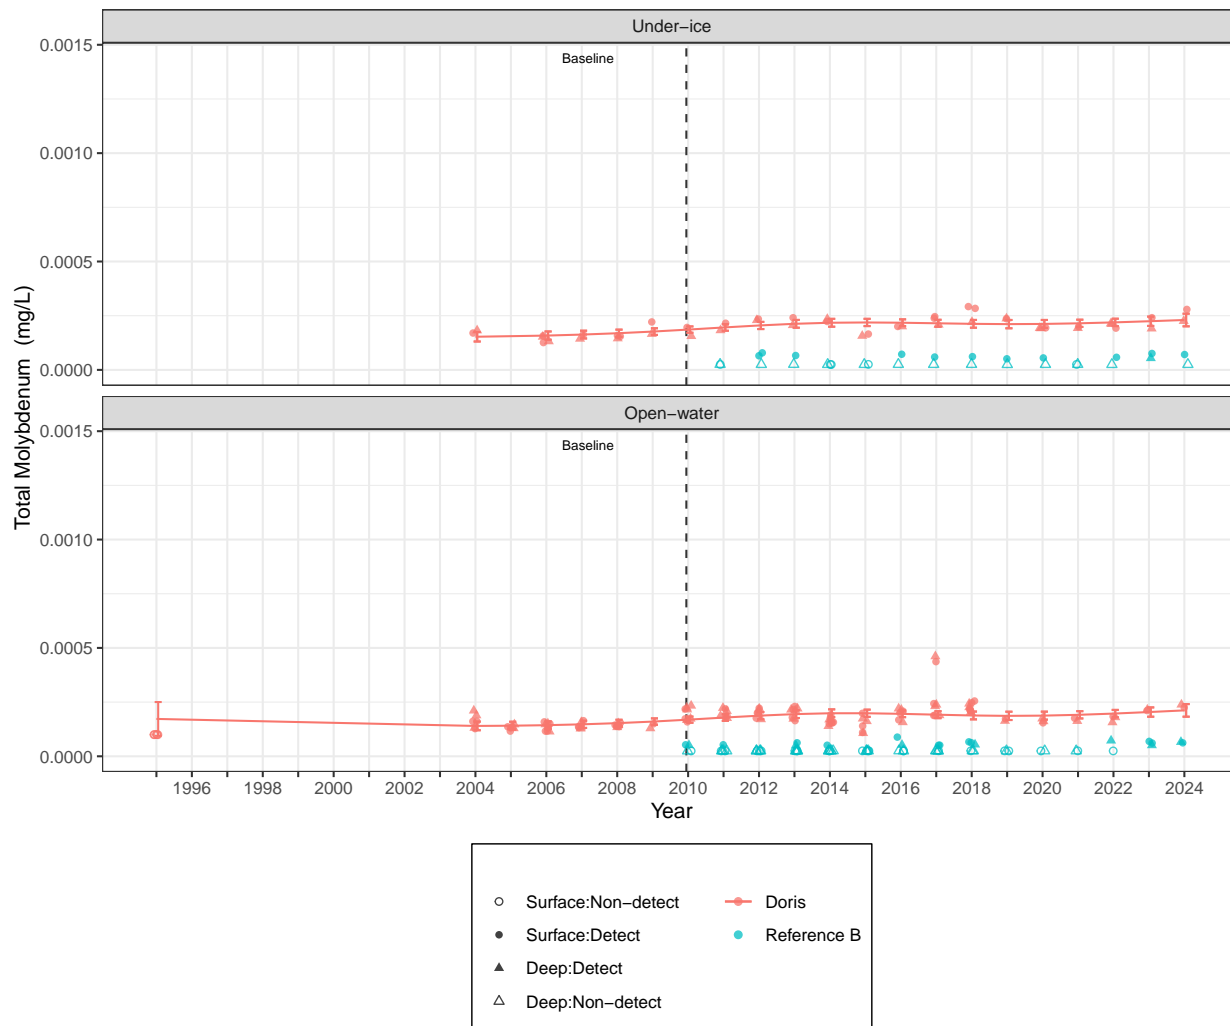 Under−ice
Baseline
0.0015
0.0010
0.0005
0.0000
Open−water
Baseline
0.0015
0.0010
0.0005
0.0000
Total Molybdenum (mg/L)
1996 1998 2000 2002 2004 2006 2008 2010 2012 2014 2016 2018 2020 2022 2024
Year
Surface:Non−detect
Surface:Detect
Deep:Detect
Deep:Non−detect
Doris
Reference B